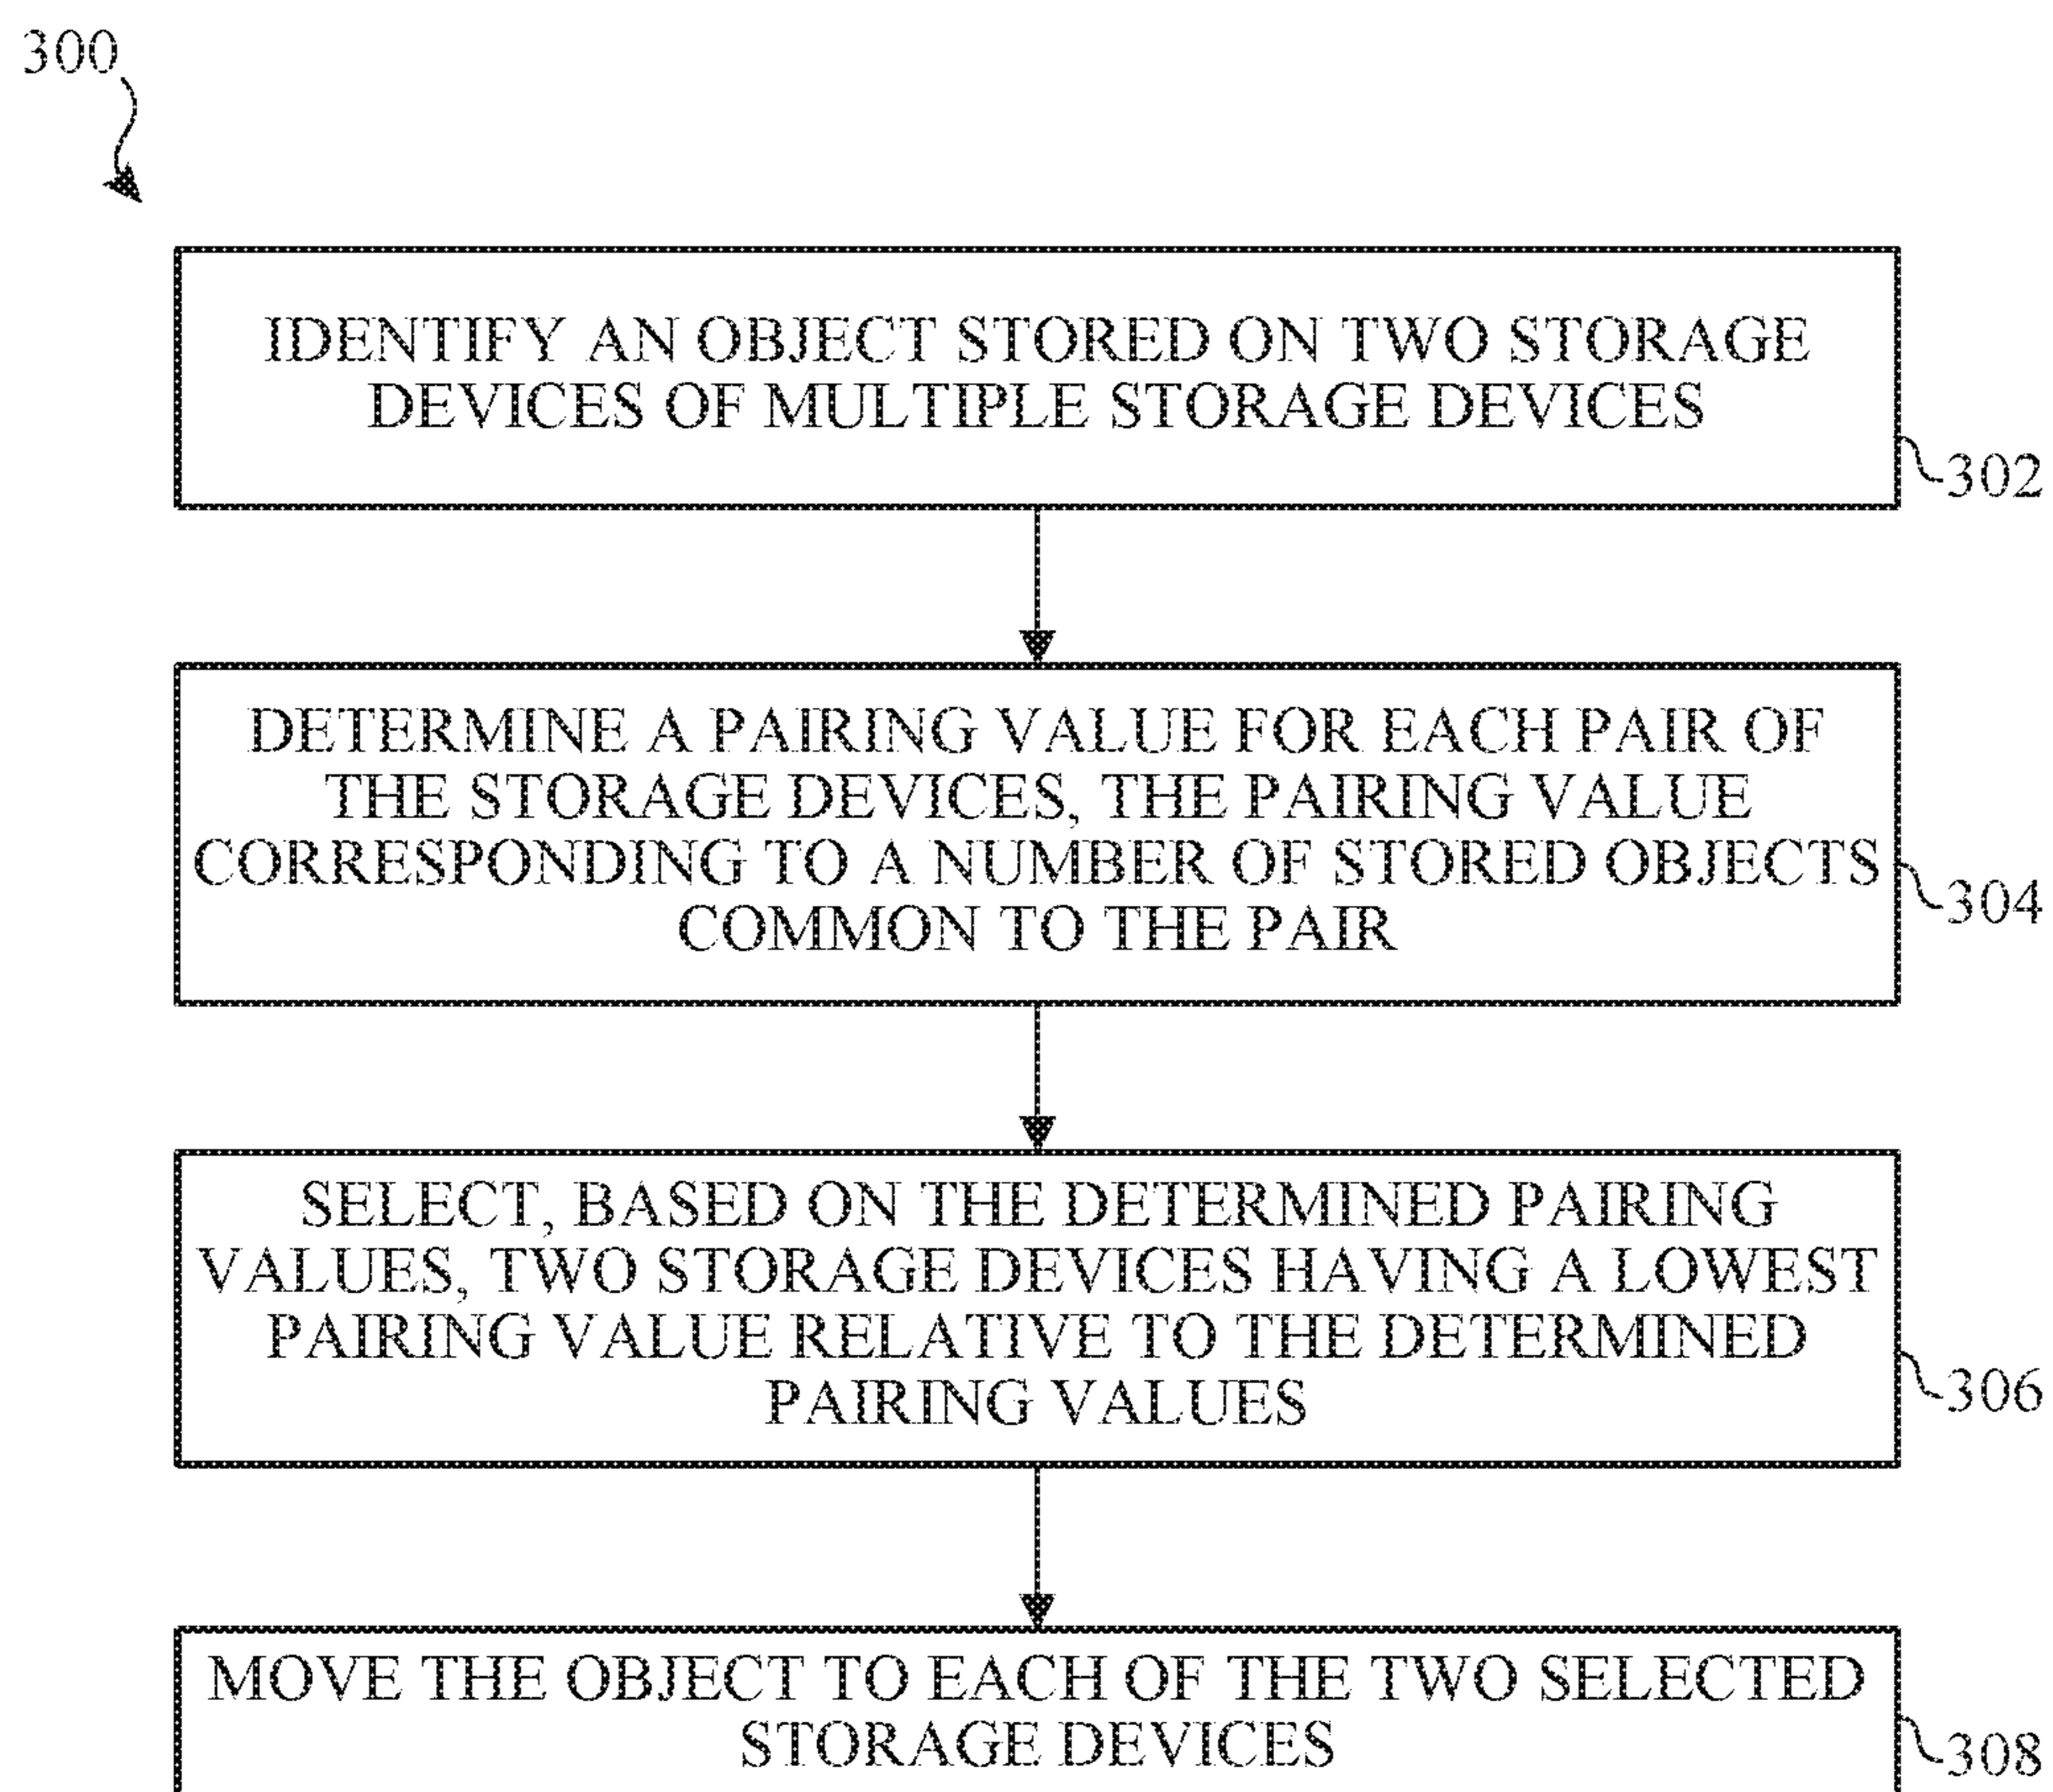 300
IDENTIFY AN OBJECT STORED ON TWO STORAGE
DEVICES OF MULTIPLE STORAGE DEVICES
302
DETERMINE A PAIRING VALUE FOR EACH PAIR OF
THE STORAGE DEVICES, THE PAIRING VALUE
CORRESPONDING TO A NUMBER OF STORED OBJECTS
COMMON TO THE PAIR
304
SELECT, BASED ON THE DETERMINED PAIRING
VALUES, TWO STORAGE DEVICES HAVING A LOWEST
PAIRING VALUE RELATIVE TO THE DETERMINED
PAIRING VALUES
306
MOVE THE OBJECT TO EACH OF THE TWO SELECTED
STORAGE DEVICES
308